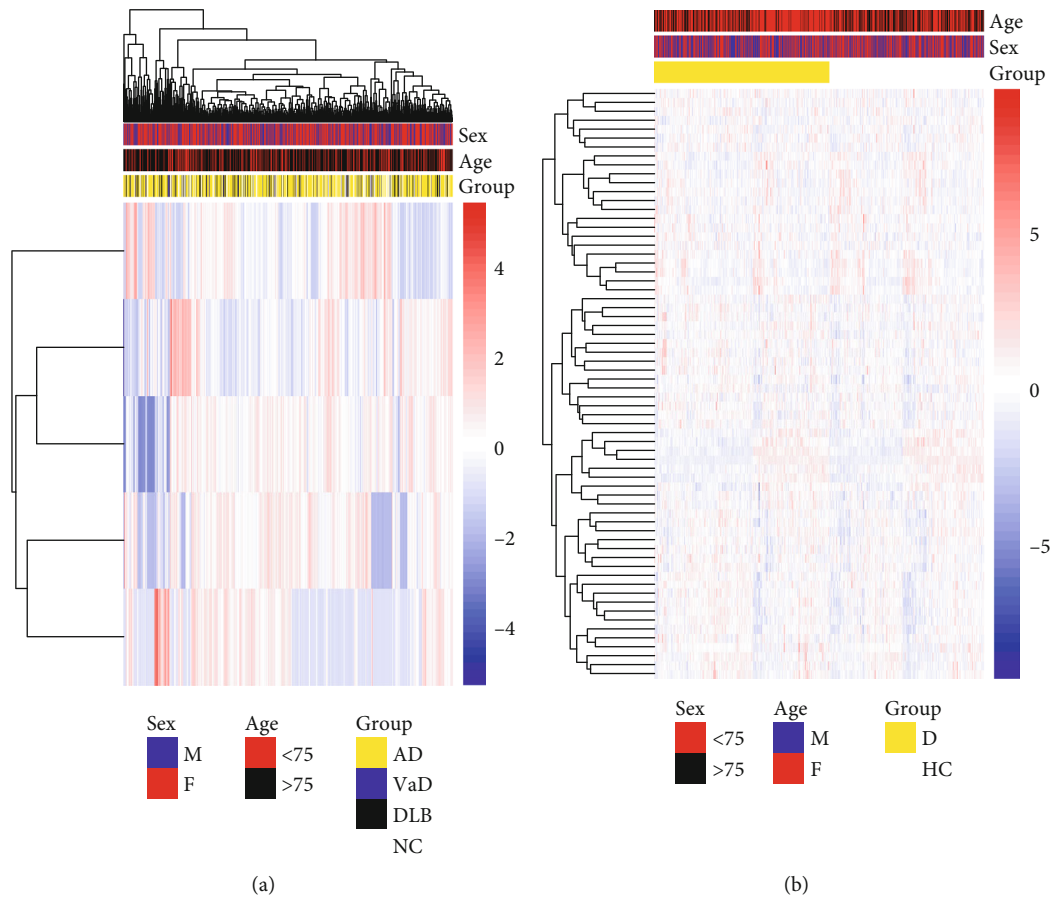 Sex
Age
Group
4
2
0
−2
−4
Sex
M
F
Age
<75
>75
Group
AD
VaD
DLB
NC
(a)
Age
Sex
Group
5
0
−5
Sex
<75
>75
Age
M
F
Group
D
HC
(b)